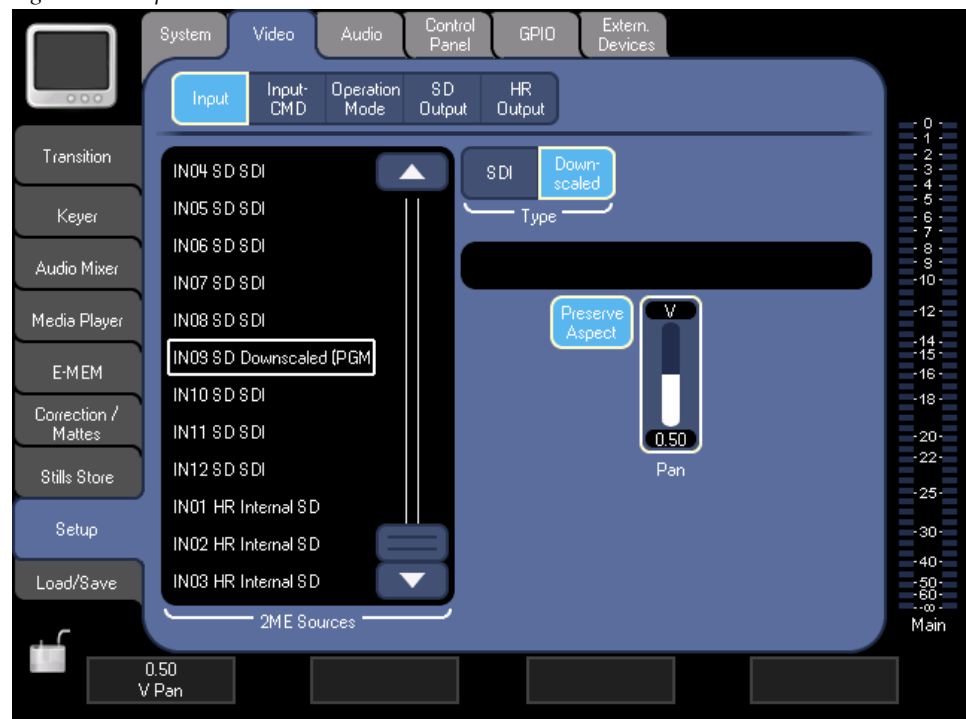 System
Video
Audio
Control
Panel
GPIO
Extern.
Devices
Input
Input-
CMD
Operation
Mode
SD
Output
HR
Output
Transition
Keyer
Audio Mixer
Media Player
E-MEM
Correction /
Mattes
Stills Store
Setup
Load/Save
IN04 SD SDI
IN05 SD SDI
IN06 SD SDI
IN07 SD SDI
IN08 SD SDI
IN09 SD Downscaled (PGM
IN10 SD SDI
IN11 SD SDI
IN12 SD SDI
IN01 HR Internal SD
IN02 HR Internal SD
IN03 HR Internal SD
2ME Sources
SDI
Down-
scaled
Type
Preserve
Aspect
V
0.50
Pan
- 0 -
- 1 -
- 2 -
- 3 -
- 4 -
- 5 -
- 6 -
- 7 -
- 8 -
- 9 -
-10-
-12-
-14-
-15-
-16-
-18-
-20-
-22-
-25-
-30-
-40-
-50-
-60-
--∞-
Main
0.50
V Pan